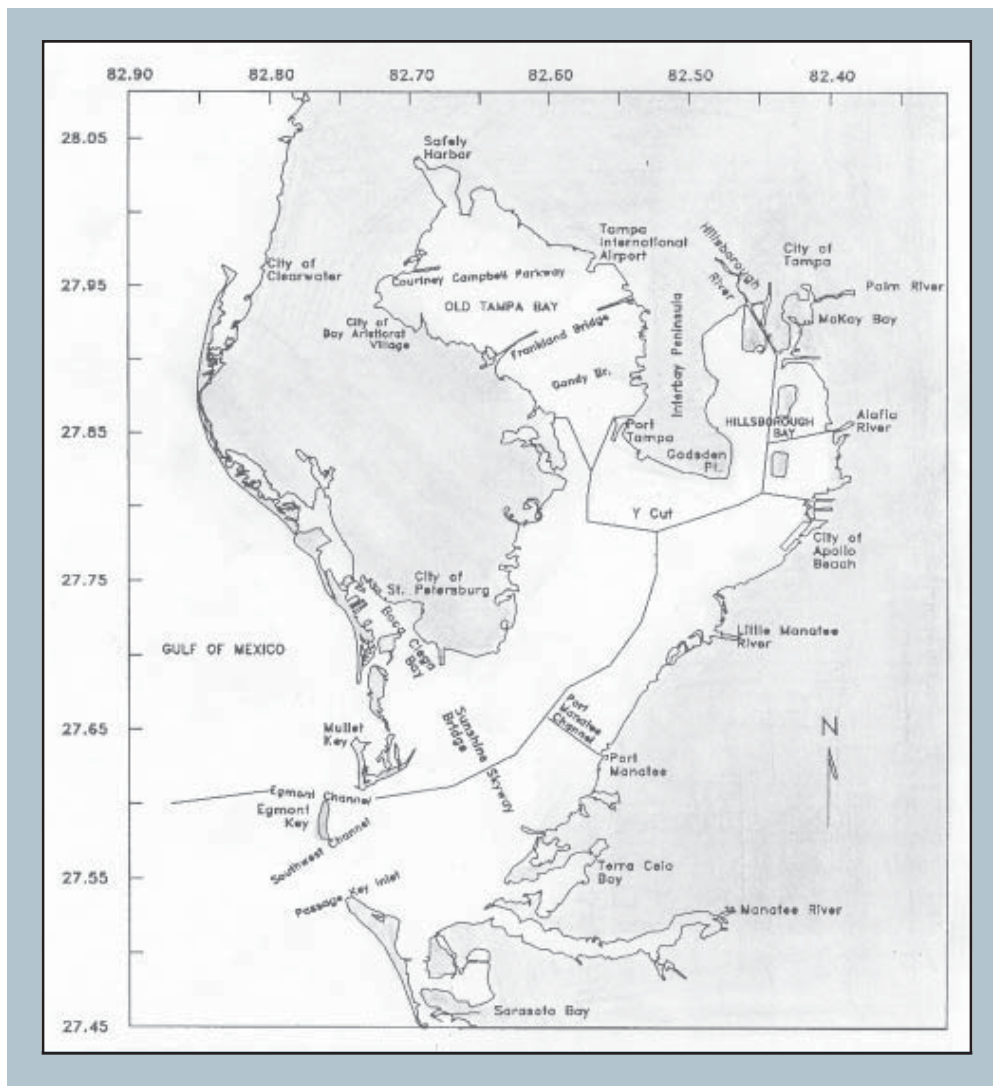 82.90 82.80 82.70 82.60 82.50 82.40
28.05
Safely
Harbor
Tampa
International
Airport
Hillsborough
River
City of
Tampa
City of
Clearwater
27.95
Courtney Campbell Parkway
Palm River
OLD TAMPA BAY
McKay Bay
City of
Bay Aristocrat
Village
Frankland Bridge
Interbay Peninsula
Gandy Br.
27.85
HILLSBOROUGH
BAY
Alafia
River
Port
Tampa
Gadsden
Pt.
Y Cut
City of
Apollo
Beach
27.75
City of
St. Petersburg
Boca Ciega
Bay
Little Manatee
River
GULF OF MEXICO
27.65
Mullet
Key
Sunshine Skyway
Bridge
Port
Manatee
Channel
N
Port
Manatee
Egmont Channel
Egmont
Key
Southwest Channel
27.55
Terra Ceia
Bay
Passage Key Inlet
Manatee River
Sarasota Bay
27.45